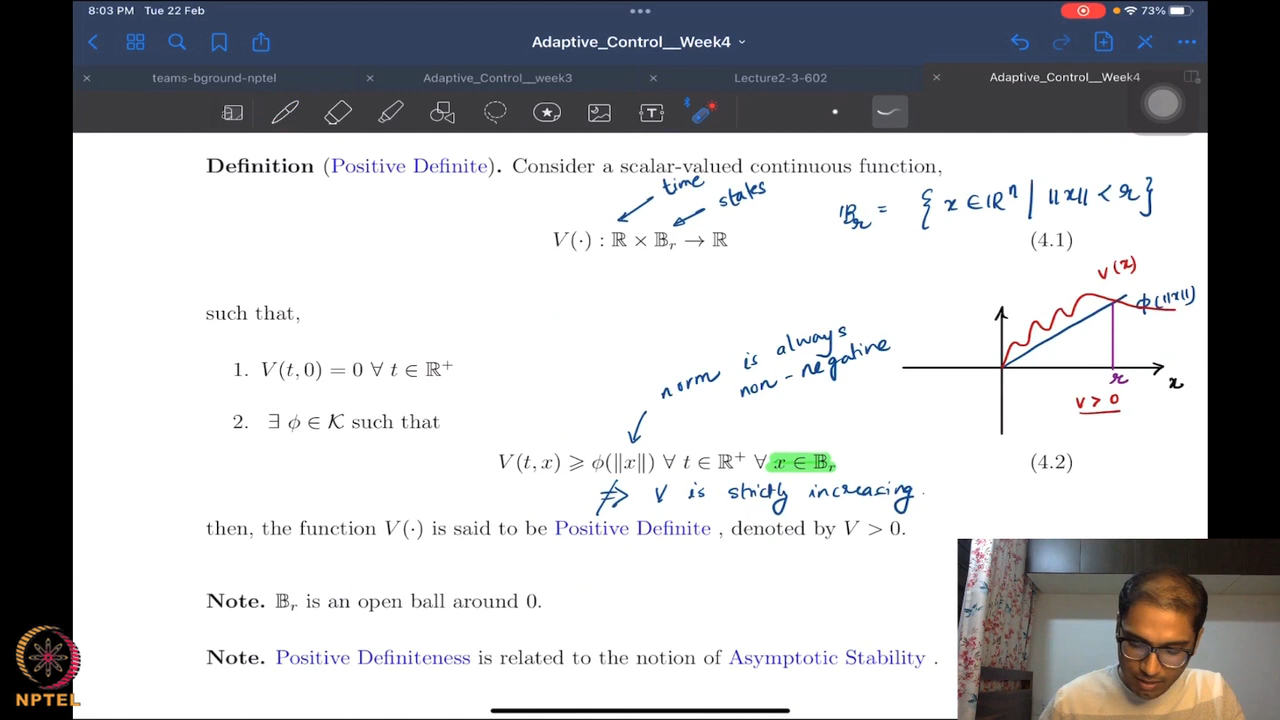 8:03 PM Tue 22 Feb
73%
Adaptive_Control__Week4
teams-bground-nptel
Adaptive_Control__week3
Lecture2-3-602
Adaptive_Control__Week4
Definition (Positive Definite). Consider a scalar-valued continuous function,
time
states
𝔹r = { x ∈ ℝⁿ | ||x|| < r }
V(·) : ℝ × 𝔹r → ℝ (4.1)
V(x)
φ(||x||)
such that,
r
x
V > 0
1. V(t, 0) = 0 ∀ t ∈ ℝ⁺
norm is always
non-negative
2. ∃ φ ∈ 𝒦 such that
V(t, x) ⩾ φ(‖x‖) ∀ t ∈ ℝ⁺ ∀ x ∈ 𝔹r (4.2)
⇏ V is strictly increasing.
then, the function V(·) is said to be Positive Definite , denoted by V > 0.
Note. 𝔹r is an open ball around 0.
Note. Positive Definiteness is related to the notion of Asymptotic Stability .
NPTEL